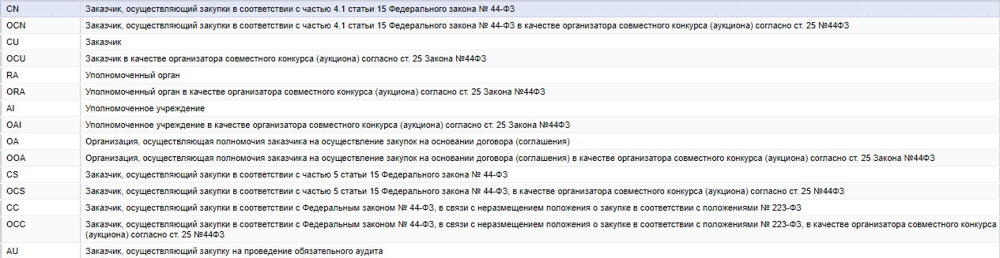 CN Заказчик, осуществляющий закупки в соответствии с частью 4.1 статьи 15 Федерального закона № 44-ФЗ
OCN Заказчик, осуществляющий закупки в соответствии с частью 4.1 статьи 15 Федерального закона № 44-ФЗ в качестве организатора совместного конкурса (аукциона) согласно ст. 25 №44ФЗ
CU Заказчик
OCU Заказчик в качестве организатора совместного конкурса (аукциона) согласно ст. 25 Закона №44ФЗ
RA Уполномоченный орган
ORA Уполномоченный орган в качестве организатора совместного конкурса (аукциона) согласно ст. 25 Закона №44ФЗ
AI Уполномоченное учреждение
OAI Уполномоченное учреждение в качестве организатора совместного конкурса (аукциона) согласно ст. 25 Закона №44ФЗ
OA Организация, осуществляющая полномочия заказчика на осуществление закупок на основании договора (соглашения)
OOA Организация, осуществляющая полномочия заказчика на осуществление закупок на основании договора (соглашения) в качестве организатора совместного конкурса (аукциона) согласно ст. 25 Закона №44ФЗ
CS Заказчик, осуществляющий закупки в соответствии с частью 5 статьи 15 Федерального закона № 44-ФЗ
OCS Заказчик, осуществляющий закупки в соответствии с частью 5 статьи 15 Федерального закона № 44-ФЗ, в качестве организатора совместного конкурса (аукциона) согласно ст. 25 №44ФЗ
CC Заказчик, осуществляющий закупки в соответствии с Федеральным законом № 44-ФЗ, в связи с неразмещением положения о закупке в соответствии с положениями № 223-ФЗ
OCC Заказчик, осуществляющий закупки в соответствии с Федеральным законом № 44-ФЗ, в связи с неразмещением положения о закупке в соответствии с положениями № 223-ФЗ, в качестве организатора совместного конкурса
(аукциона) согласно ст. 25 №44ФЗ
AU Заказчик, осуществляющий закупку на проведение обязательного аудита